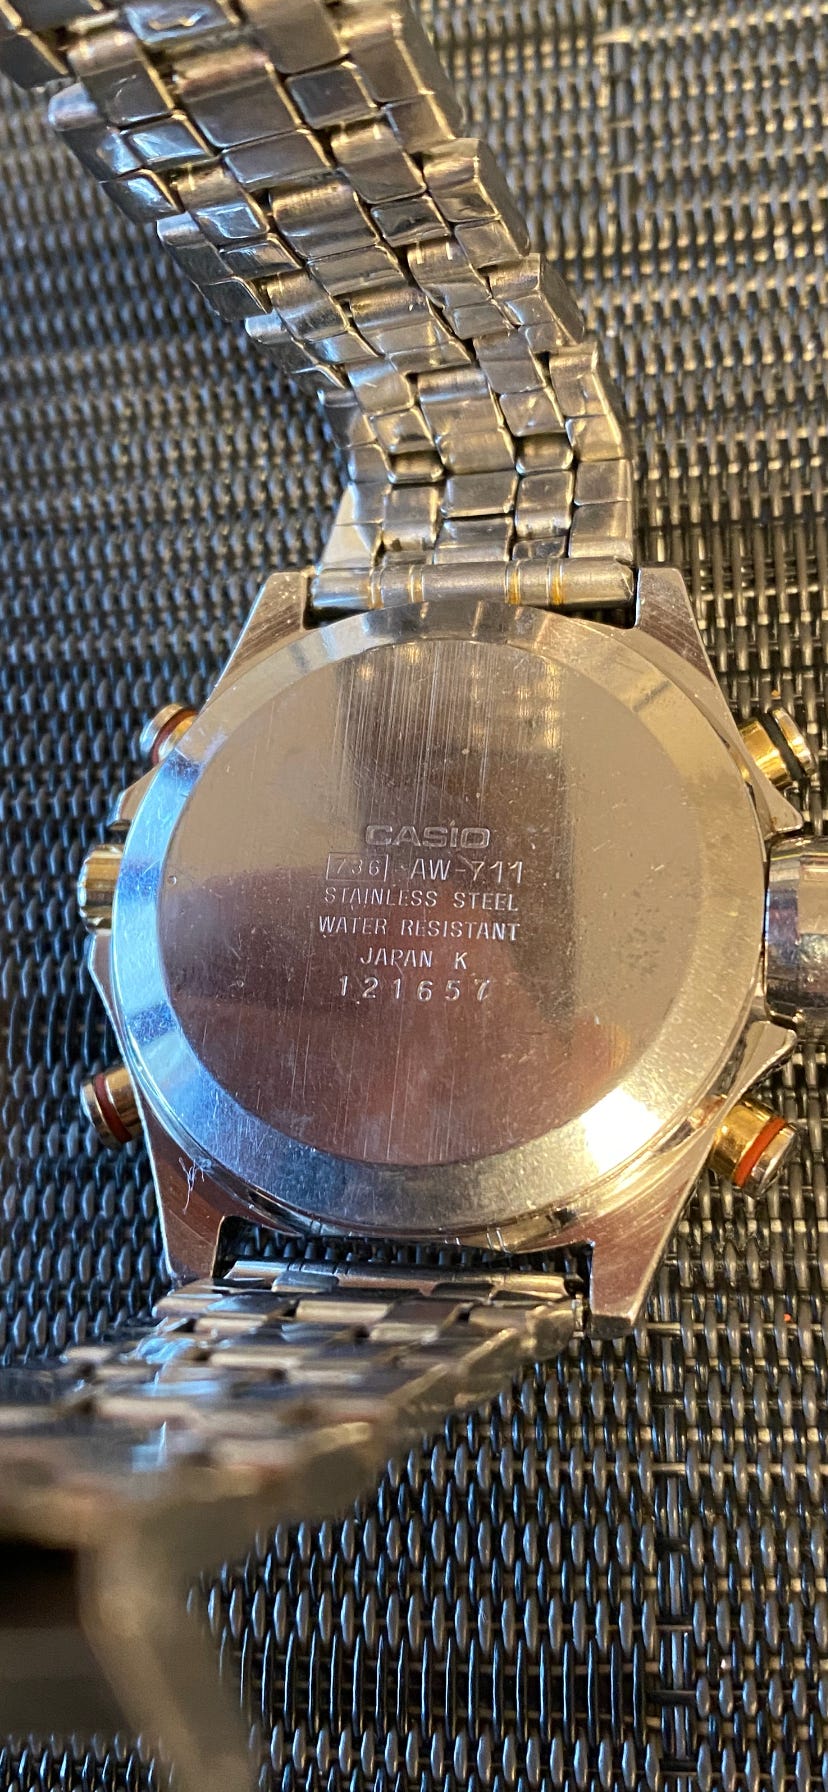 CASIO
736 AW-711
STAINLESS STEEL
WATER RESISTANT
JAPAN K
121657